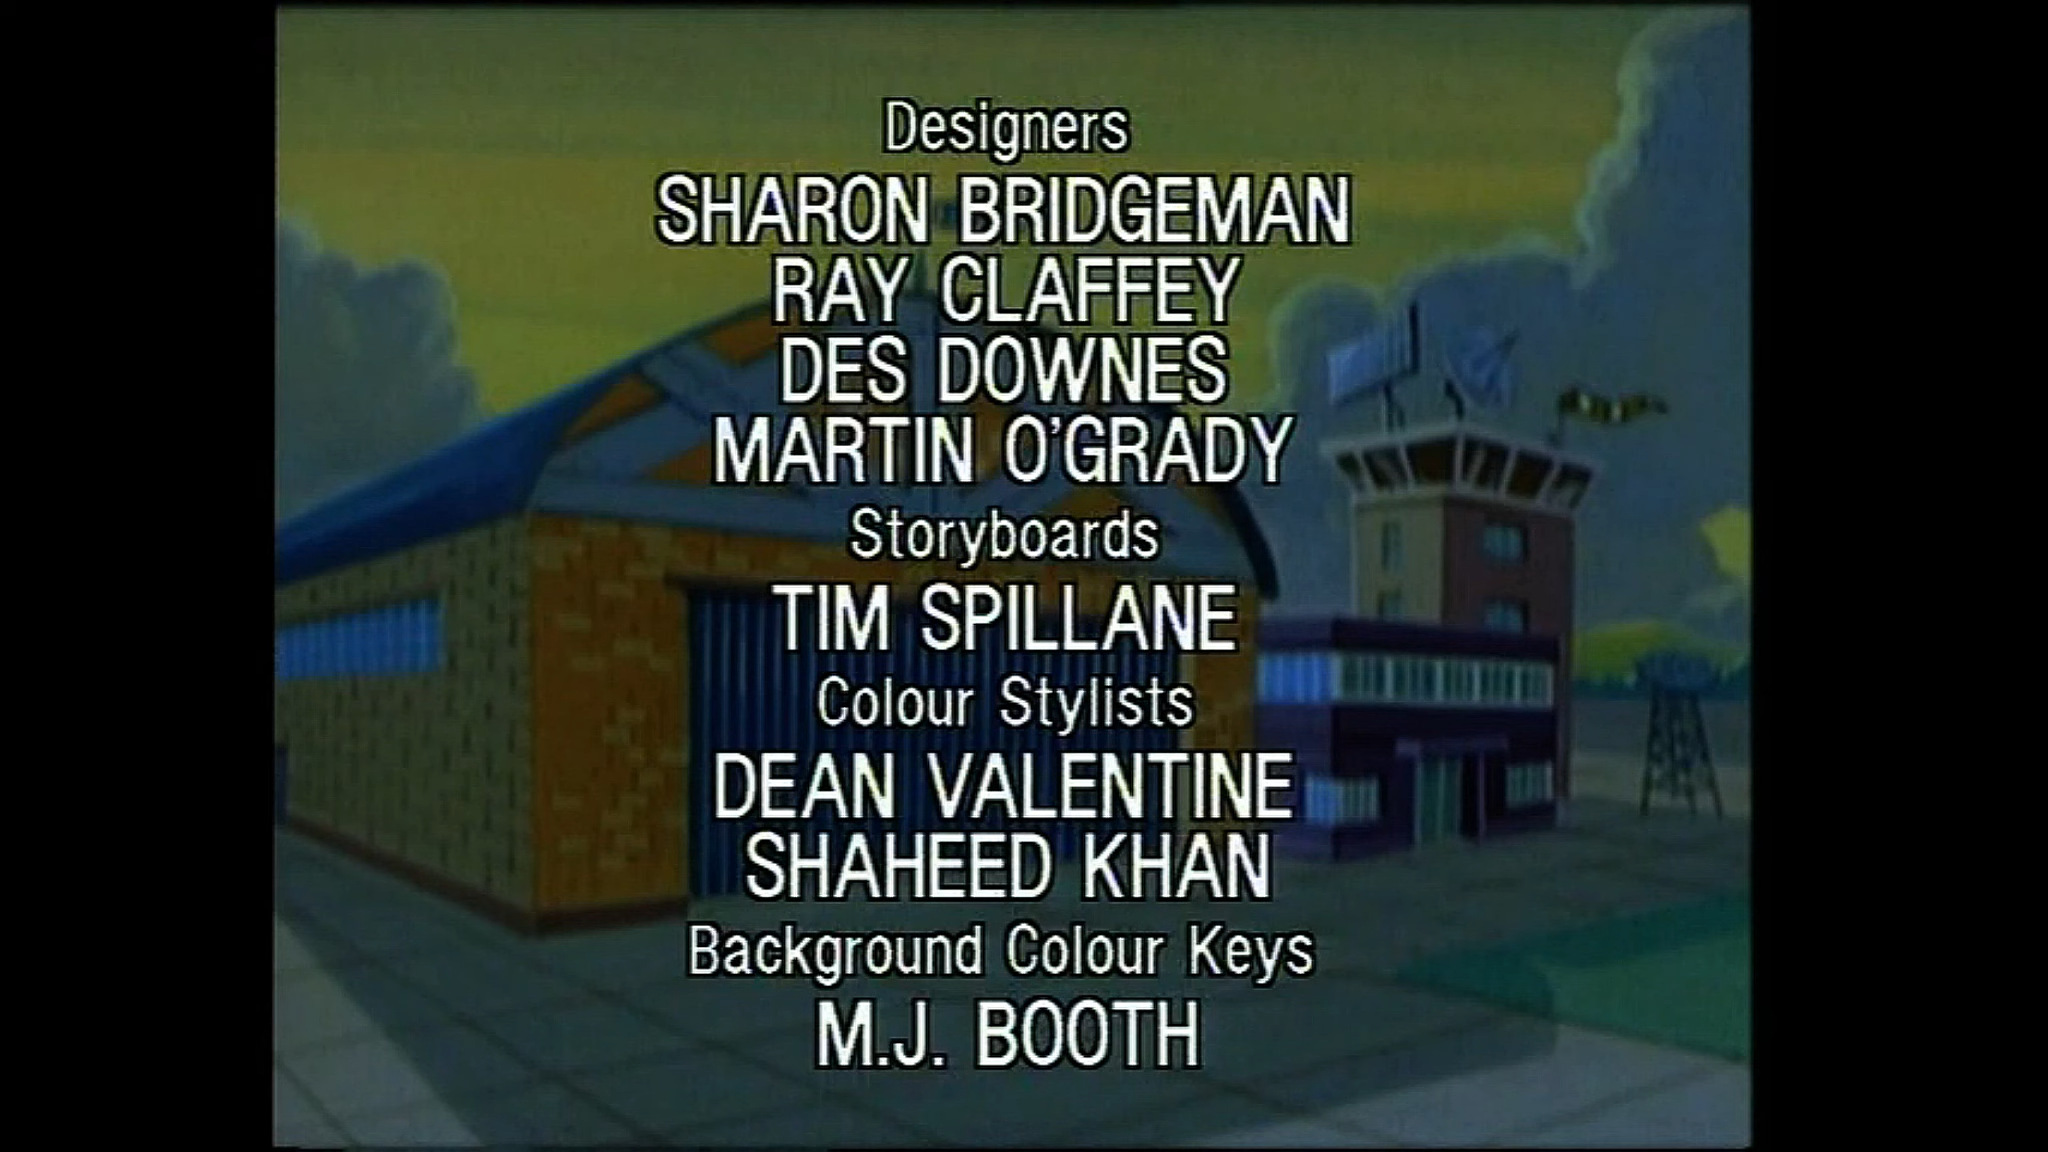 Designers
SHARON BRIDGEMAN
RAY CLAFFEY
DES DOWNES
MARTIN O'GRADY
Storyboards
TIM SPILLANE
Colour Stylists
DEAN VALENTINE
SHAHEED KHAN
Background Colour Keys
M.J. BOOTH